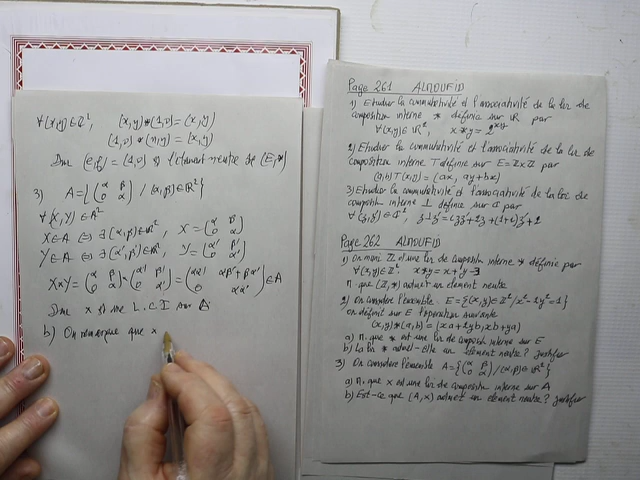 ∀(x,y)∈Z², (x,y)*(1,0)=(x,y)
(1,0)*(x,y)=(x,y)
Donc (e,f)=(1,0) est l'élément neutre de (E,*)
3) A={(α β / 0 α) / (α,β)∈R²}
∀(X,Y)∈A²
X∈A ⇔ ∃(α,β)∈R², X=(α β / 0 α)
Y∈A ⇔ ∃(α',β')∈R², Y=(α' β' / 0 α')
X×Y=(α β / 0 α)×(α' β' / 0 α')=(αα' αβ'+βα' / 0 αα')∈A
Donc × est une L.C.I sur A
b) On remarque que ×
Page 261 ALMOUFID
1) Etudier la commutativité et l'associativité de la loi de
composition interne * définie sur R par
∀(x,y)∈R², x*y=2^{xy}
2) Etudier la commutativité et l'associativité de la loi de
composition interne T définie sur E=Z×Z par
(a,b)T(x,y)=(ax, ay+bx)
3) Etudier la commutativité et l'associativité de la loi de
composition interne ⊥ définie sur C par
Page 262 ALMOUFID
1) On muni Z d'une loi de composition interne * définie par
∀(x,y)∈Z² x*y=x+y-3
M. que (Z,*) admet un élément neutre
2) On considère l'ensemble E={(x,y)∈Z²/x²-2y²=1}
on définit sur E l'opération suivante
(x,y)*(a,b)=(xa+2yb,xb+ya)
a) M. que * est une loi de composition interne sur E
b) La loi * admet-elle un élément neutre? justifier
3) On considère l'ensemble A={(α β / 0 α)/(α,β)∈R²}
a) M. que × est une loi de composition interne sur A
b) Est-ce que (A,×) admet un élément neutre? justifier